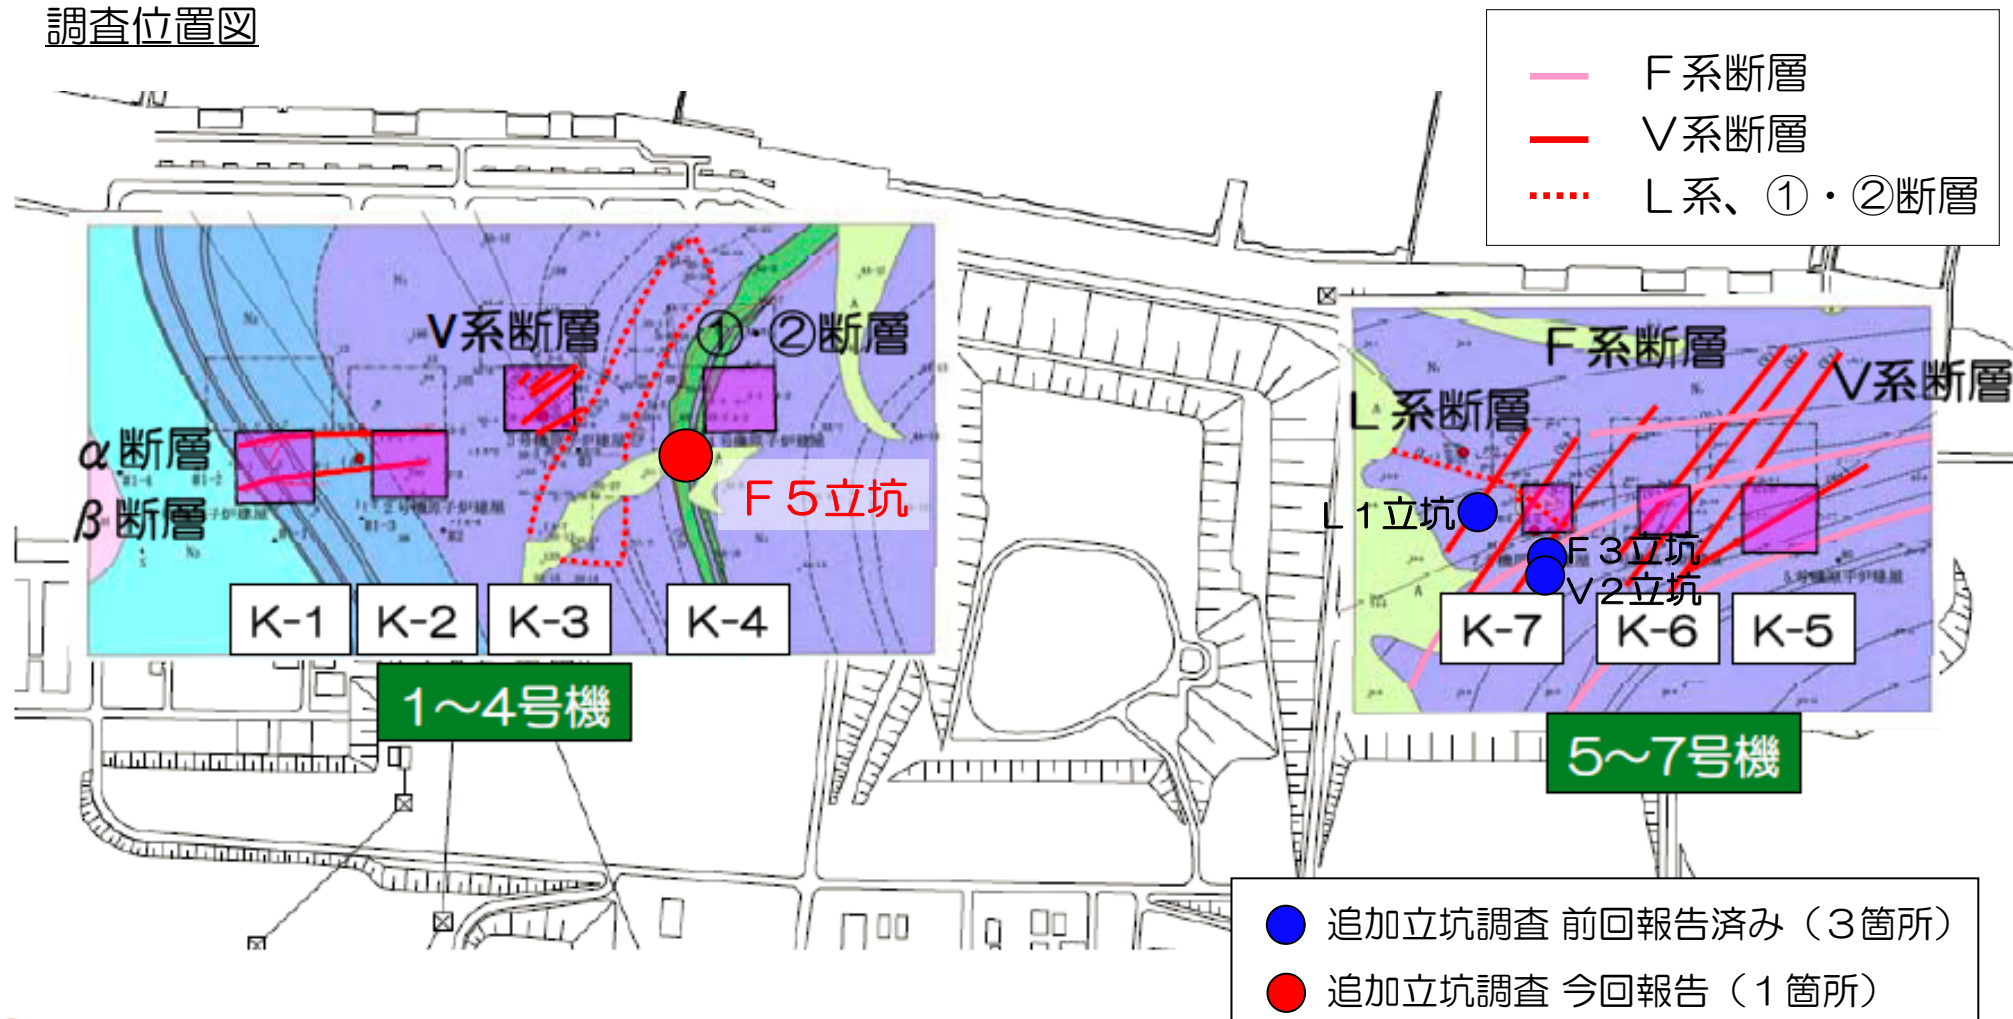 調査位置図
F系断層
V系断層
L系、①・②断層
V系断層
①・②断層
α断層
β断層
F5立坑
K-1
K-2
K-3
K-4
1～4号機
F系断層
V系断層
L系断層
L1立坑
F3立坑
V2立坑
K-7
K-6
K-5
5～7号機
追加立坑調査 前回報告済み（3箇所）
追加立坑調査 今回報告（1箇所）